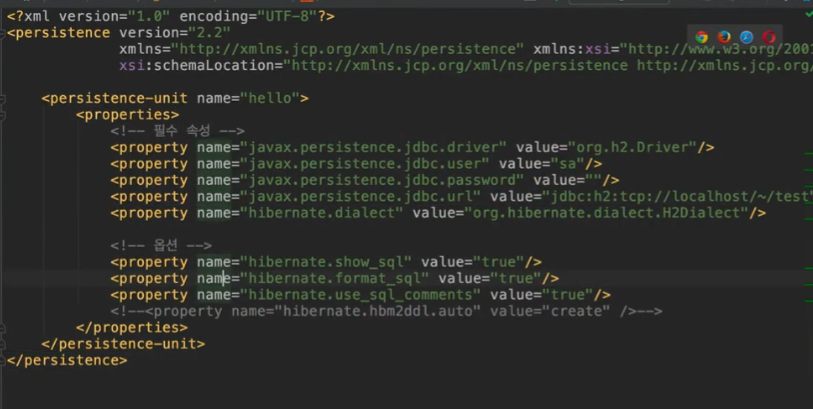 <?xml version="1.0" encoding="UTF-8"?>
<persistence version="2.2"
xmlns="http://xmlns.jcp.org/xml/ns/persistence" xmlns:xsi="http://www.w3.org/2001
xsi:schemaLocation="http://xmlns.jcp.org/xml/ns/persistence http://xmlns.jcp.org/
<persistence-unit name="hello">
<properties>
<!-- 필수 속성 -->
<property name="javax.persistence.jdbc.driver" value="org.h2.Driver"/>
<property name="javax.persistence.jdbc.user" value="sa"/>
<property name="javax.persistence.jdbc.password" value=""/>
<property name="javax.persistence.jdbc.url" value="jdbc:h2:tcp://localhost/~/test"
<property name="hibernate.dialect" value="org.hibernate.dialect.H2Dialect"/>
<!-- 옵션 -->
<property name="hibernate.show_sql" value="true"/>
<property name="hibernate.format_sql" value="true"/>
<property name="hibernate.use_sql_comments" value="true"/>
<!--<property name="hibernate.hbm2ddl.auto" value="create" />-->
</properties>
</persistence-unit>
</persistence>